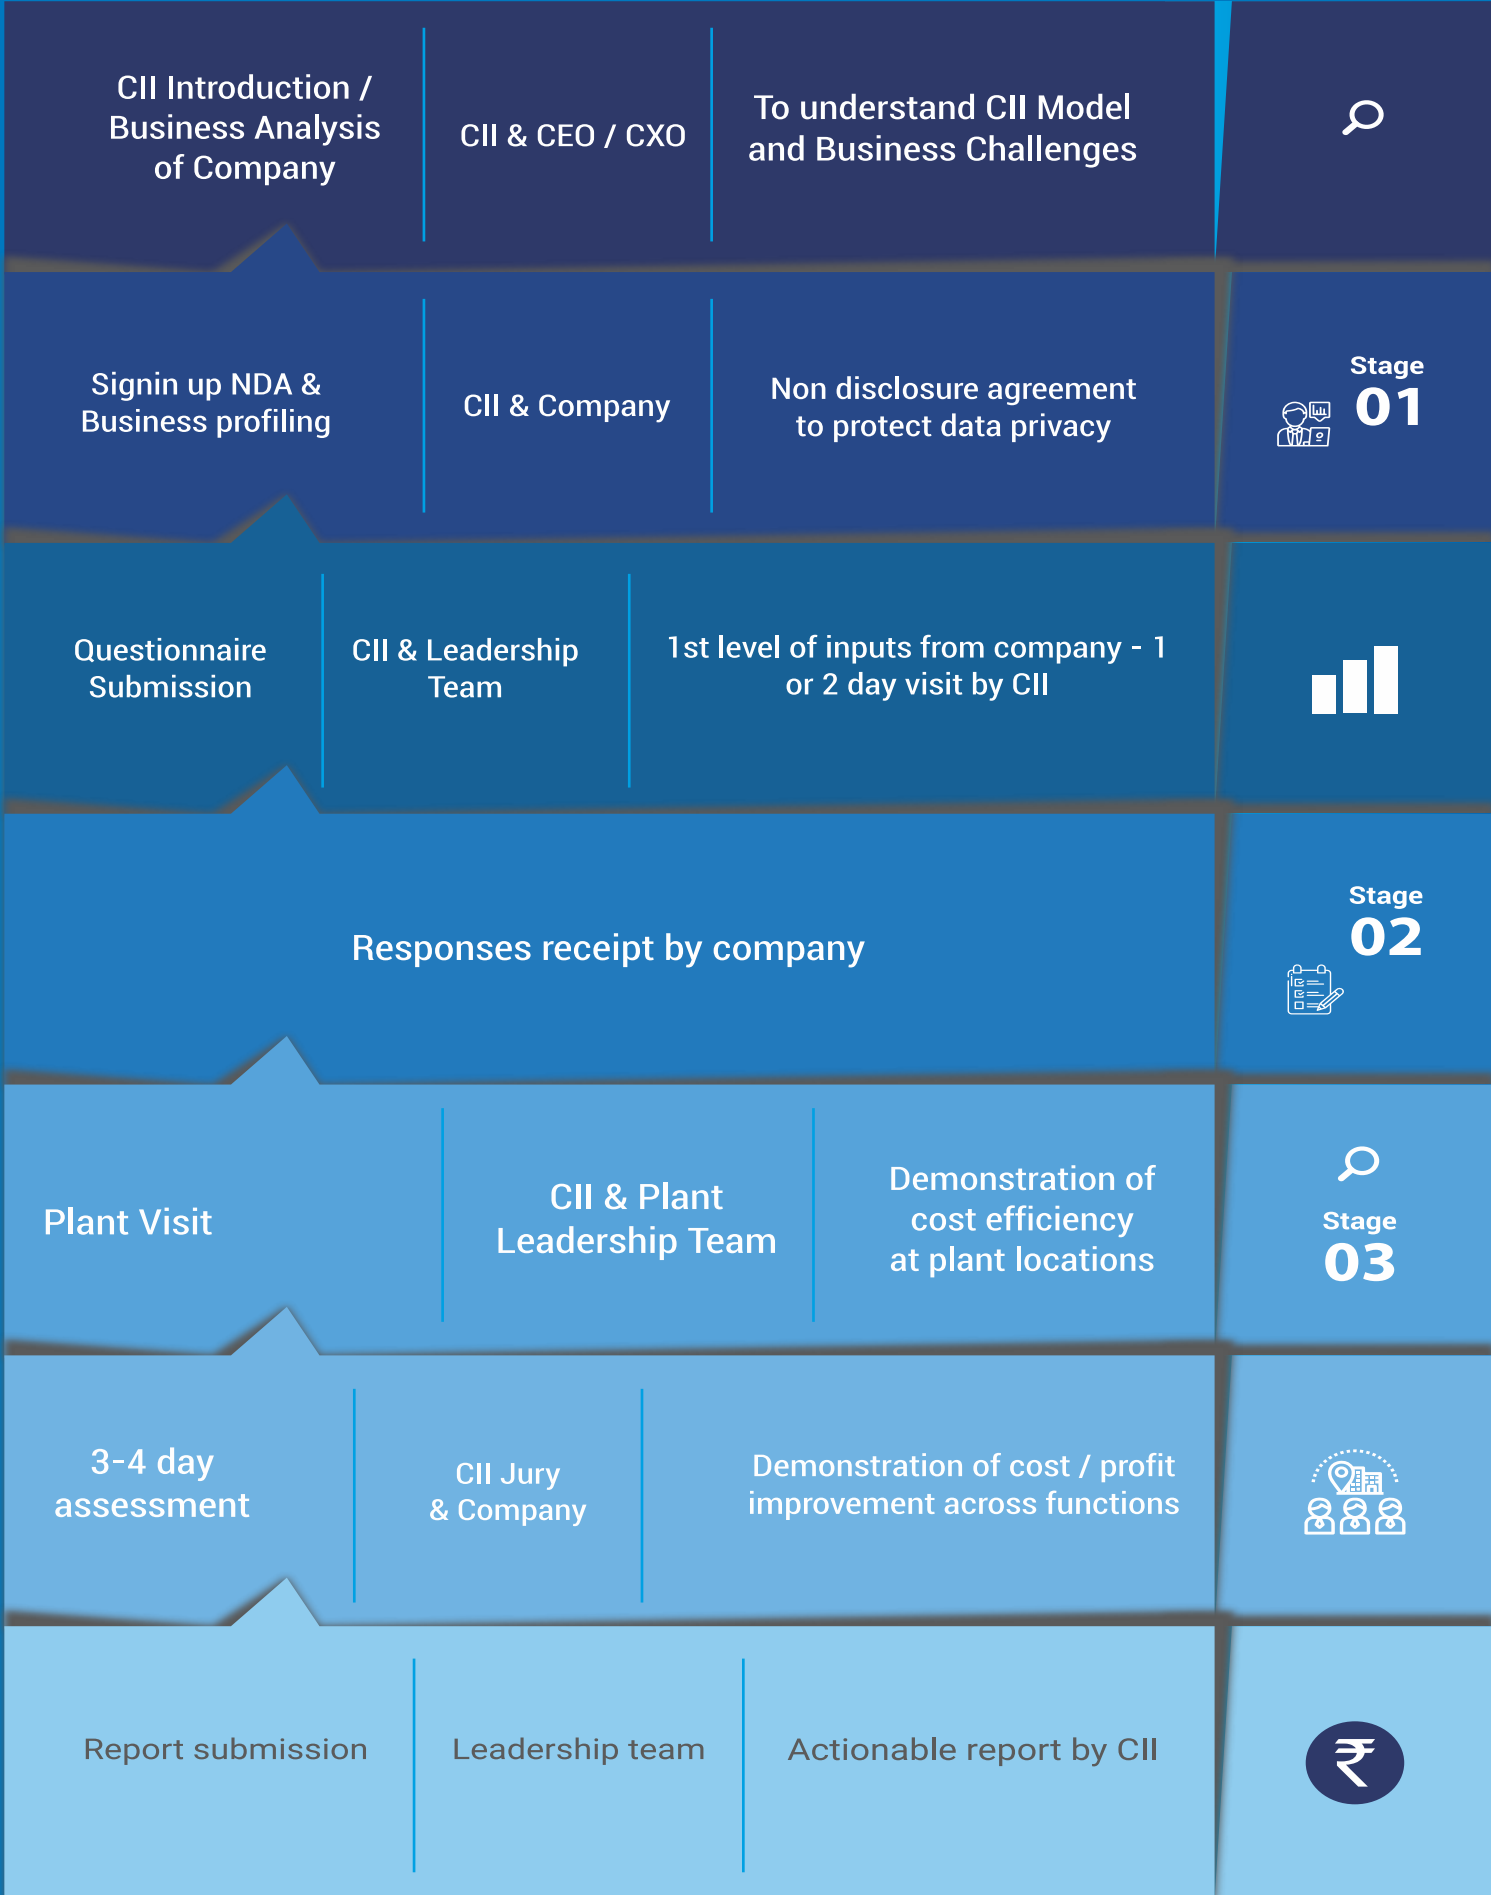 CII Introduction /
Business Analysis
of Company
CII & CEO / CXO
To understand CII Model
and Business Challenges
Signin up NDA &
Business profiling
CII & Company
Non disclosure agreement
to protect data privacy
Stage
01
Questionnaire
Submission
CII & Leadership
Team
1st level of inputs from company - 1
or 2 day visit by CII
Responses receipt by company
Stage
02
Plant Visit
CII & Plant
Leadership Team
Demonstration of
cost efficiency
at plant locations
Stage
03
3-4 day
assessment
CII Jury
& Company
Demonstration of cost / profit
improvement across functions
Report submission
Leadership team
Actionable report by CII
₹